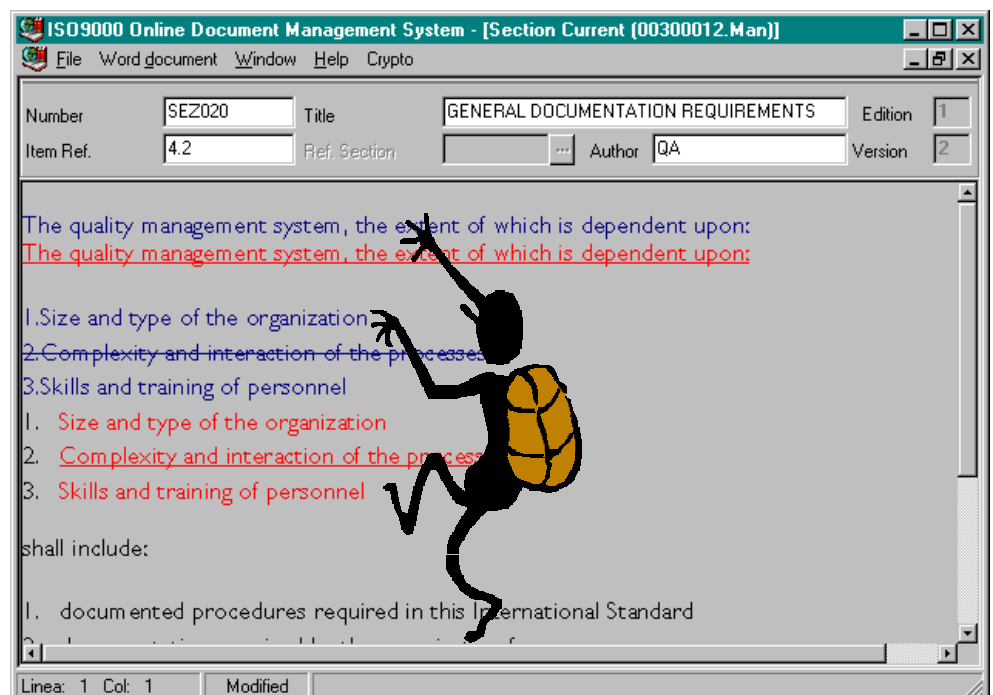 ISO9000 Online Document Management System - [Section Current (00300012.Man)]
File Word document Window Help Crypto
Number SEZ020 Title GENERAL DOCUMENTATION REQUIREMENTS Edition 1
Item Ref. 4.2 Ref. Section ... Author QA Version 2
The quality management system, the extent of which is dependent upon:
The quality management system, the extent of which is dependent upon:
1.Size and type of the organization
2.Complexity and interaction of the processes
3.Skills and training of personnel
1. Size and type of the organization
2. Complexity and interaction of the process
3. Skills and training of personnel
shall include:
1. documented procedures required in this International Standard
Linea: 1 Col: 1 Modified